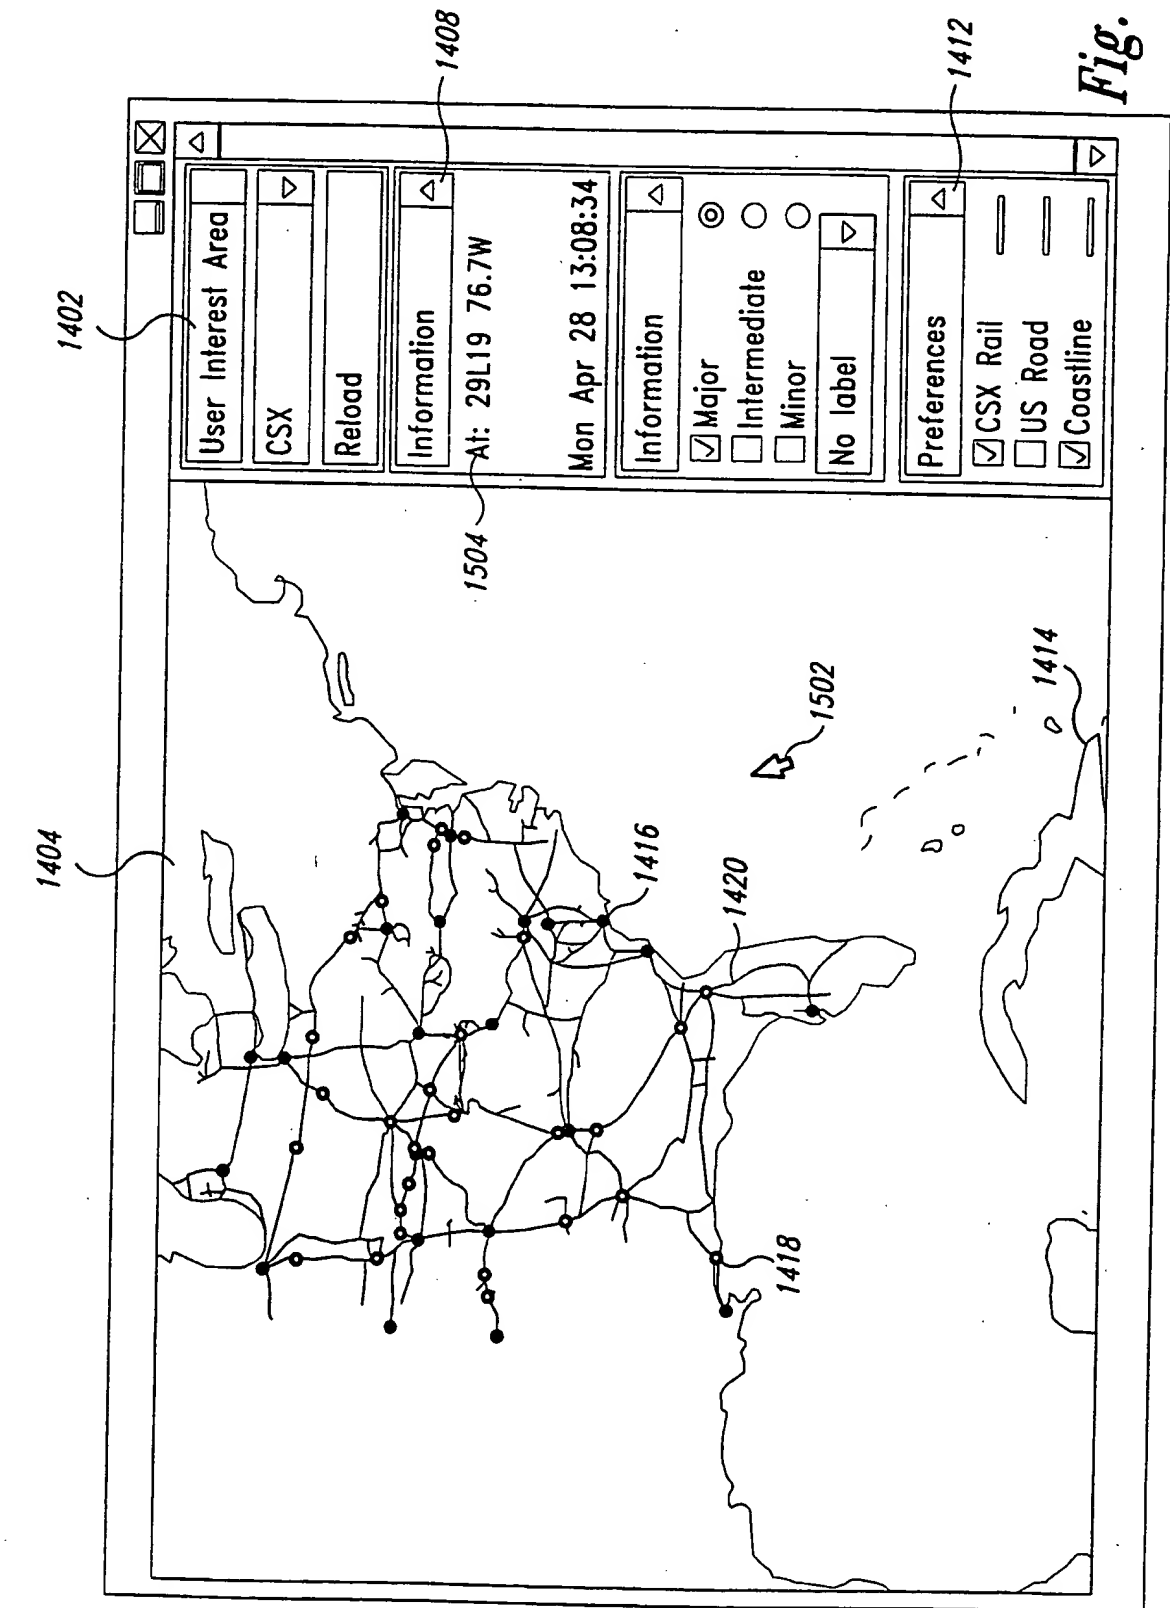 1402
1404
User Interest Area
CSX
Reload
1408
Information
At: 29L19 76.7W
1504
Mon Apr 28 13:08:34
Information
Major
Intermediate
Minor
No label
1412
Preferences
CSX Rail
US Road
Coastline
1416
1420
1502
1414
1418
Fig.